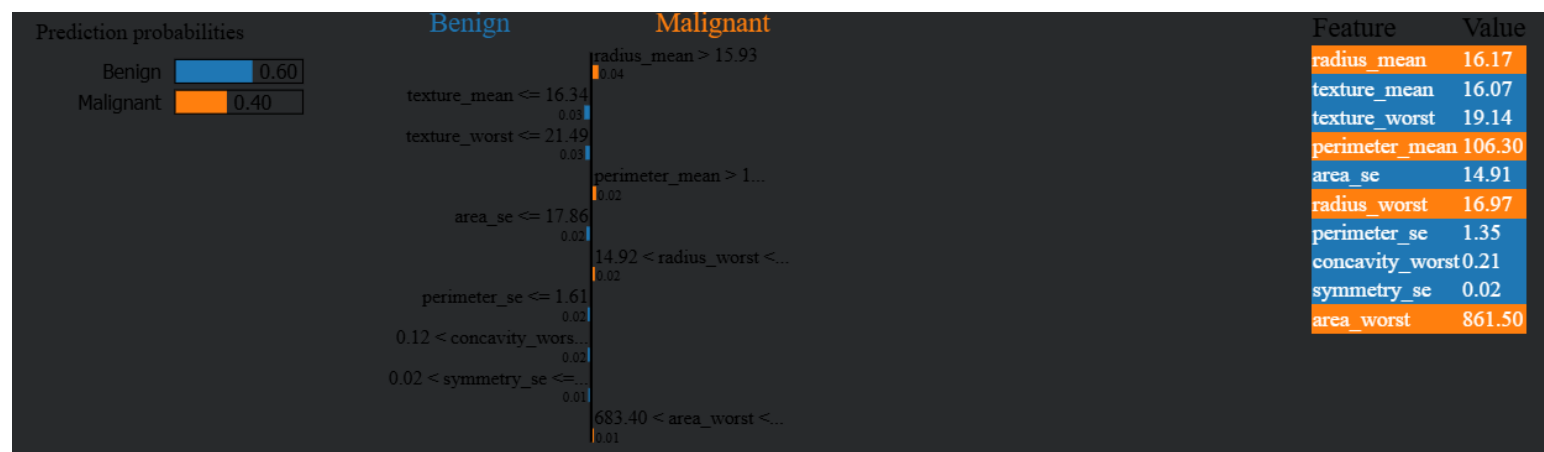 Prediction probabilities
Benign 0.60
Malignant 0.40
Benign Malignant
radius_mean > 15.93
0.04
texture_mean <= 16.34
0.03
texture_worst <= 21.49
0.03
perimeter_mean > 1...
0.02
area_se <= 17.86
0.02
14.92 < radius_worst <...
0.02
perimeter_se <= 1.61
0.02
0.12 < concavity_wors...
0.02
0.02 < symmetry_se <=...
0.01
683.40 < area_worst <...
0.01
Feature Value
radius_mean 16.17
texture_mean 16.07
texture_worst 19.14
perimeter_mean 106.30
area_se 14.91
radius_worst 16.97
perimeter_se 1.35
concavity_worst 0.21
symmetry_se 0.02
area_worst 861.50